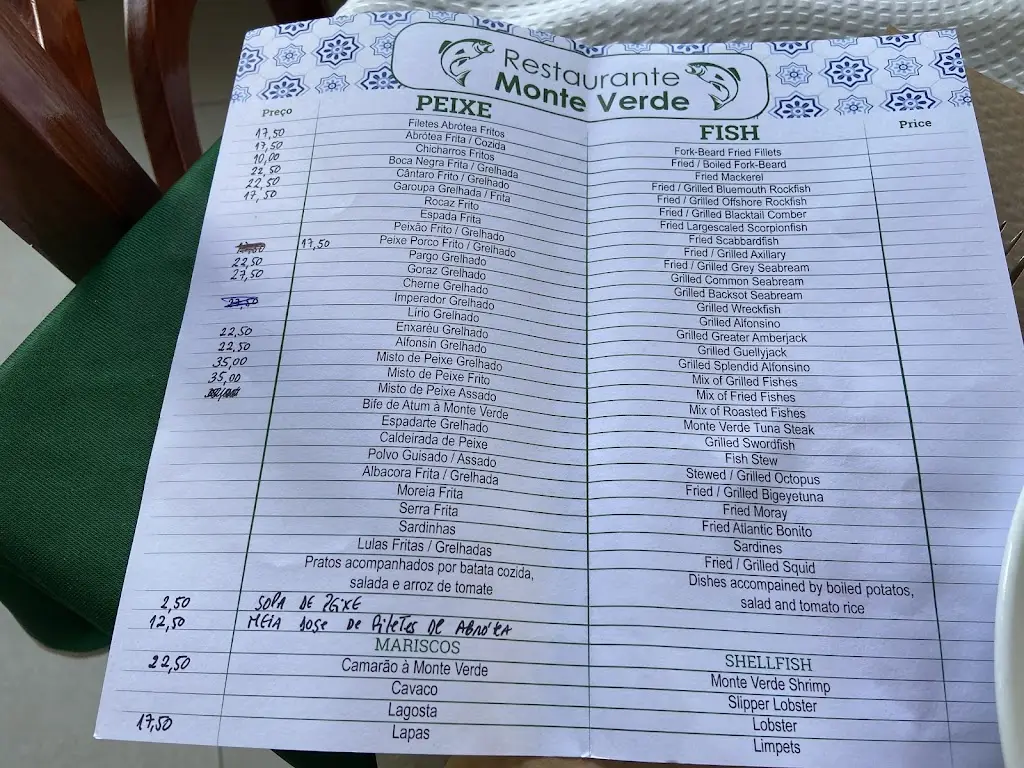 Restaurante
Monte Verde
Preço PEIXE FISH Price
17,50 Filetes Abrótea Fritos Fork-Beard Fried Fillets
17,50 Abrótea Frita / Cozida Fried / Boiled Fork-Beard
10,00 Chicharros Fritos Fried Mackerel
22,50 Boca Negra Frita / Grelhada Fried / Grilled Bluemouth Rockfish
22,50 Cântaro Frito / Grelhado Fried / Grilled Offshore Rockfish
17,50 Garoupa Grelhada / Frita Fried / Grilled Blacktail Comber
Rocaz Frito Fried Largescaled Scorpionfish
Espada Frita Fried Scabbardfish
Peixão Frito / Grelhado Fried / Grilled Axiliary
17,50 Peixe Porco Frito / Grelhado Fried / Grilled Grey Seabream
22,50 Pargo Grelhado Grilled Common Seabream
27,50 Goraz Grelhado Grilled Backsot Seabream
Cherne Grelhado Grilled Wreckfish
Imperador Grelhado Grilled Alfonsino
Lírio Grelhado Grilled Greater Amberjack
22,50 Enxaréu Grelhado Grilled Guellyjack
22,50 Alfonsin Grelhado Grilled Splendid Alfonsino
35,00 Misto de Peixe Grelhado Mix of Grilled Fishes
35,00 Misto de Peixe Frito Mix of Fried Fishes
Misto de Peixe Assado Mix of Roasted Fishes
Bife de Atum à Monte Verde Monte Verde Tuna Steak
Espadarte Grelhado Grilled Swordfish
Caldeirada de Peixe Fish Stew
Polvo Guisado / Assado Stewed / Grilled Octopus
Albacora Frita / Grelhada Fried / Grilled Bigeyetuna
Moreia Frita Fried Moray
Serra Frita Fried Atlantic Bonito
Sardinhas Sardines
Lulas Fritas / Grelhadas Fried / Grilled Squid
Pratos acompanhados por batata cozida, Dishes accompained by boiled potatoes,
salada e arroz de tomate salad and tomato rice
2,50 SOPA DE PEIXE
12,50 MEIA DOSE DE FILETES DE ABRÓTEA
MARISCOS SHELLFISH
22,50 Camarão à Monte Verde Monte Verde Shrimp
Cavaco Slipper Lobster
Lagosta Lobster
17,50 Lapas Limpets